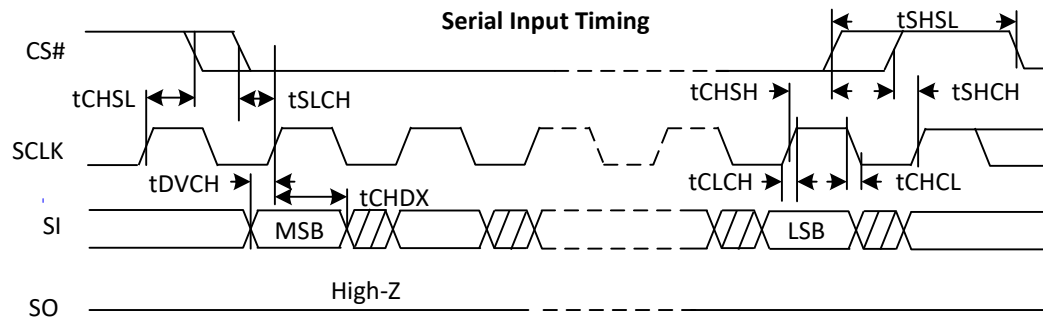 Serial Input Timing
tSHSL
CS#
tCHSL
tSLCH
tCHSH
tSHCH
SCLK
tDVCH
tCHDX
tCLCH
tCHCL
SI
MSB
LSB
High-Z
SO